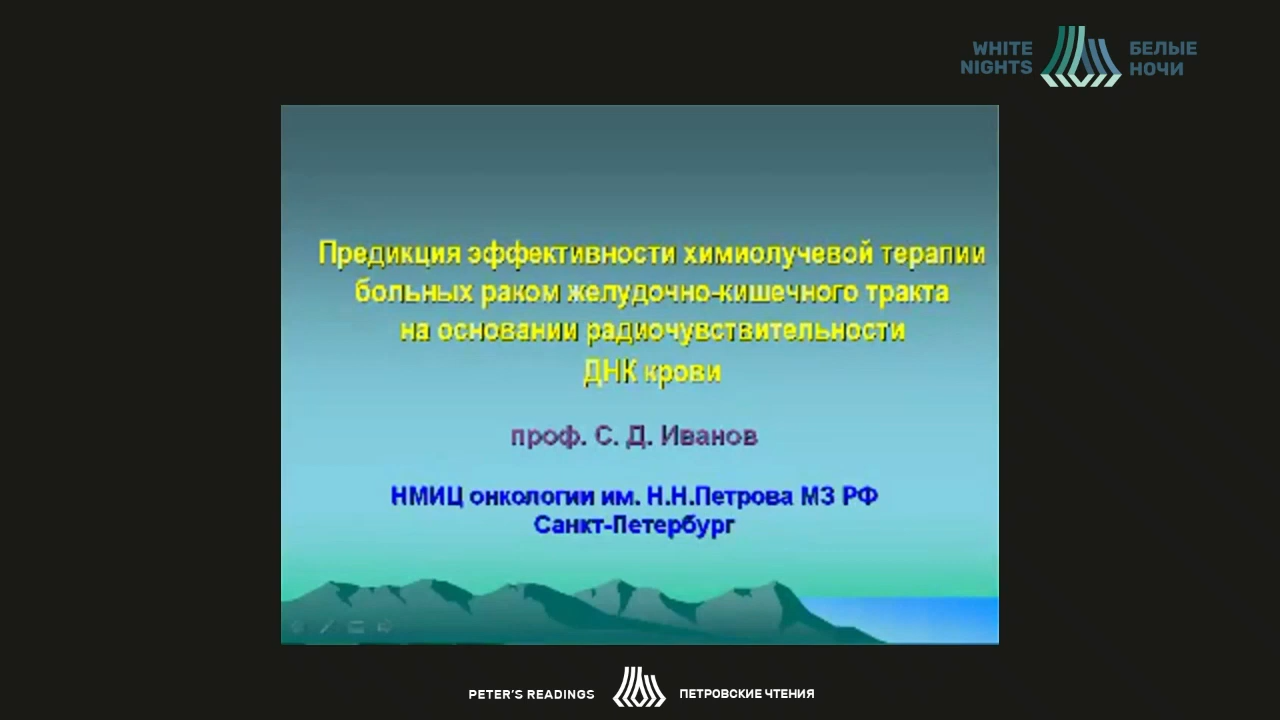 WHITE
NIGHTS
БЕЛЫЕ
НОЧИ
Предикция эффективности химиолучевой терапии
больных раком желудочно-кишечного тракта
на основании радиочувствительности
ДНК крови
проф. С. Д. Иванов
НМИЦ онкологии им. Н.Н.Петрова МЗ РФ
Санкт-Петербург
PETER'S READINGS
ПЕТРОВСКИЕ ЧТЕНИЯ